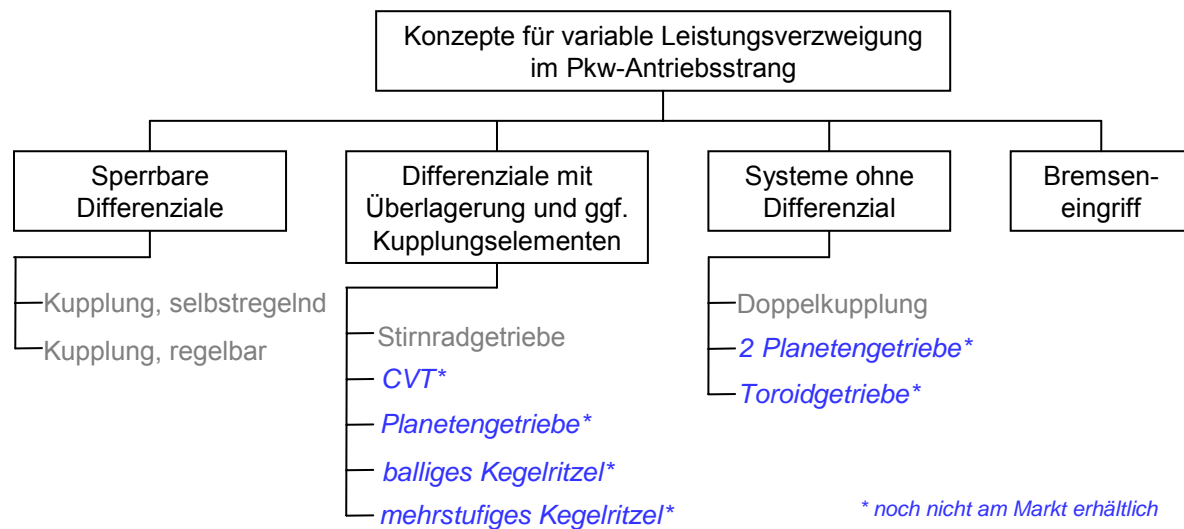 Konzepte für variable Leistungsverzweigung
im Pkw-Antriebsstrang
Sperrbare
Differenziale
Kupplung, selbstregelnd
Kupplung, regelbar
Differenziale mit
Überlagerung und ggf.
Kupplungselementen
Stirnradgetriebe
CVT*
Planetengetriebe*
balliges Kegelritzel*
mehrstufiges Kegelritzel*
Systeme ohne
Differenzial
Doppelkupplung
2 Planetengetriebe*
Toroidgetriebe*
Bremsen-
eingriff
* noch nicht am Markt erhältlich